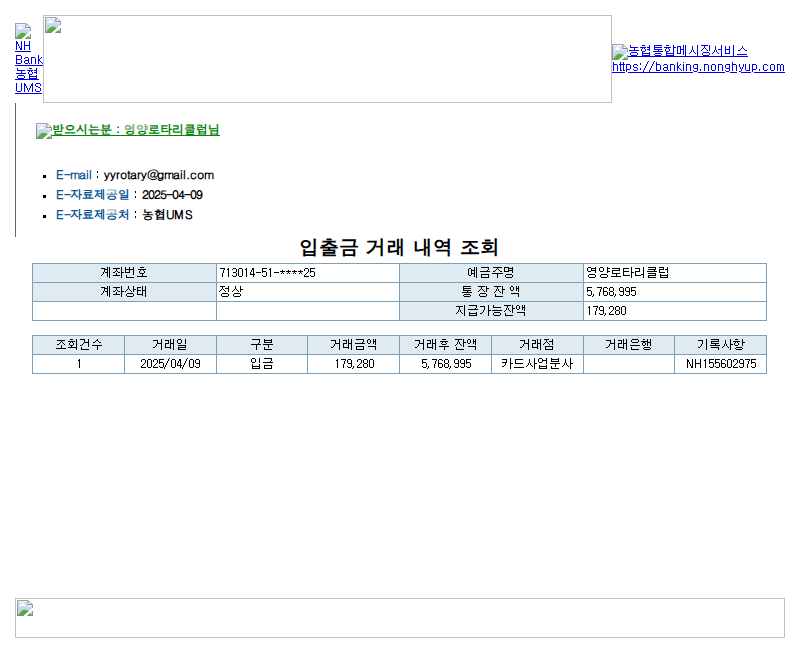 NH
Bank
농협
UMS
농협통합메시징서비스
https://banking.nonghyup.com
받으시는분 : 영양로타리클럽님
E-mail : yyrotary@gmail.com
E-자료제공일 : 2025-04-09
E-자료제공처 : 농협UMS
입출금 거래 내역 조회
계좌번호 713014-51-****25 예금주명 영양로타리클럽
계좌상태 정상 통 장 잔 액 5,768,995
지급가능잔액 179,280
조회건수 거래일 구분 거래금액 거래후 잔액 거래점 거래은행 기록사항
1 2025/04/09 입금 179,280 5,768,995 카드사업분사 NH155602975